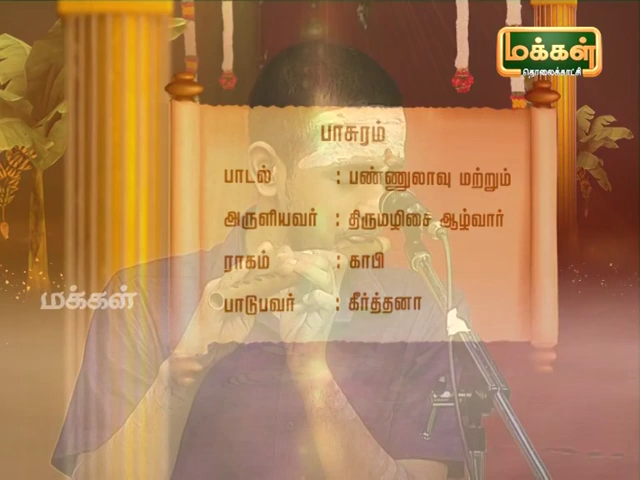 மக்கள்
தொலைக்காட்சி
பாசுரம்
பாடல் : பண்ணுலாவு மற்றும்
அருளியவர் : திருமழிசை ஆழ்வார்
ராகம் : காபி
மக்கள்
பாடுபவர் : கீர்த்தனா